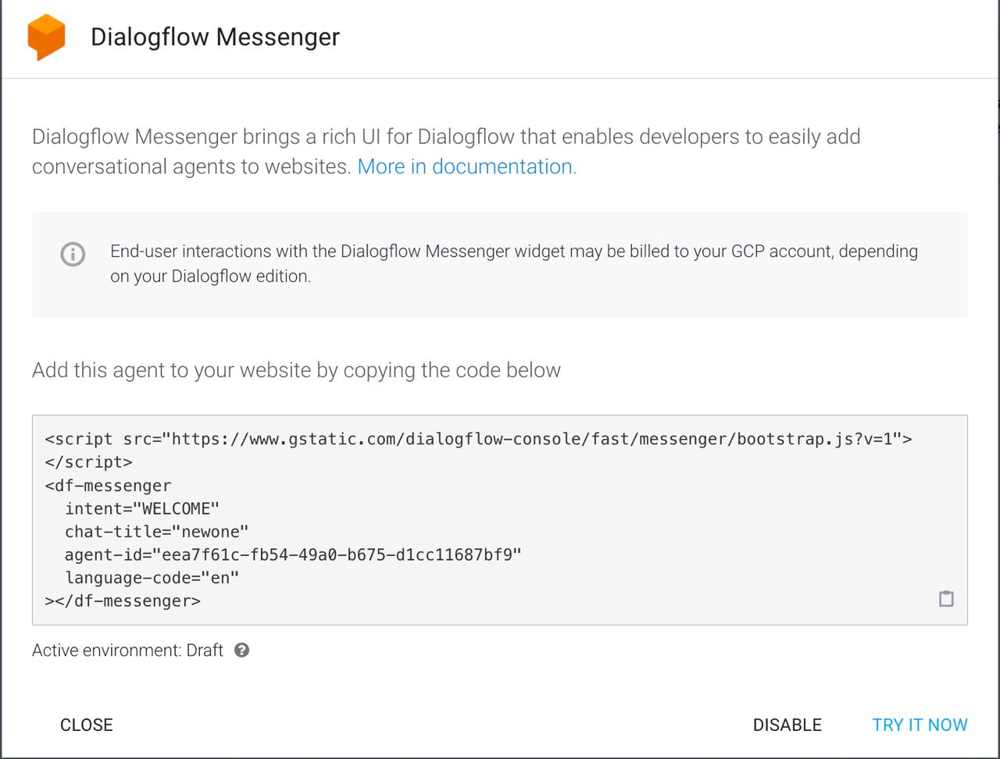 Dialogflow Messenger
Dialogflow Messenger brings a rich UI for Dialogflow that enables developers to easily add
conversational agents to websites. More in documentation.
End-user interactions with the Dialogflow Messenger widget may be billed to your GCP account, depending
on your Dialogflow edition.
Add this agent to your website by copying the code below
<script src="https://www.gstatic.com/dialogflow-console/fast/messenger/bootstrap.js?v=1">
</script>
<df-messenger
  intent="WELCOME"
  chat-title="newone"
  agent-id="eea7f61c-fb54-49a0-b675-d1cc11687bf9"
  language-code="en"
></df-messenger>
Active environment: Draft
CLOSE DISABLE TRY IT NOW